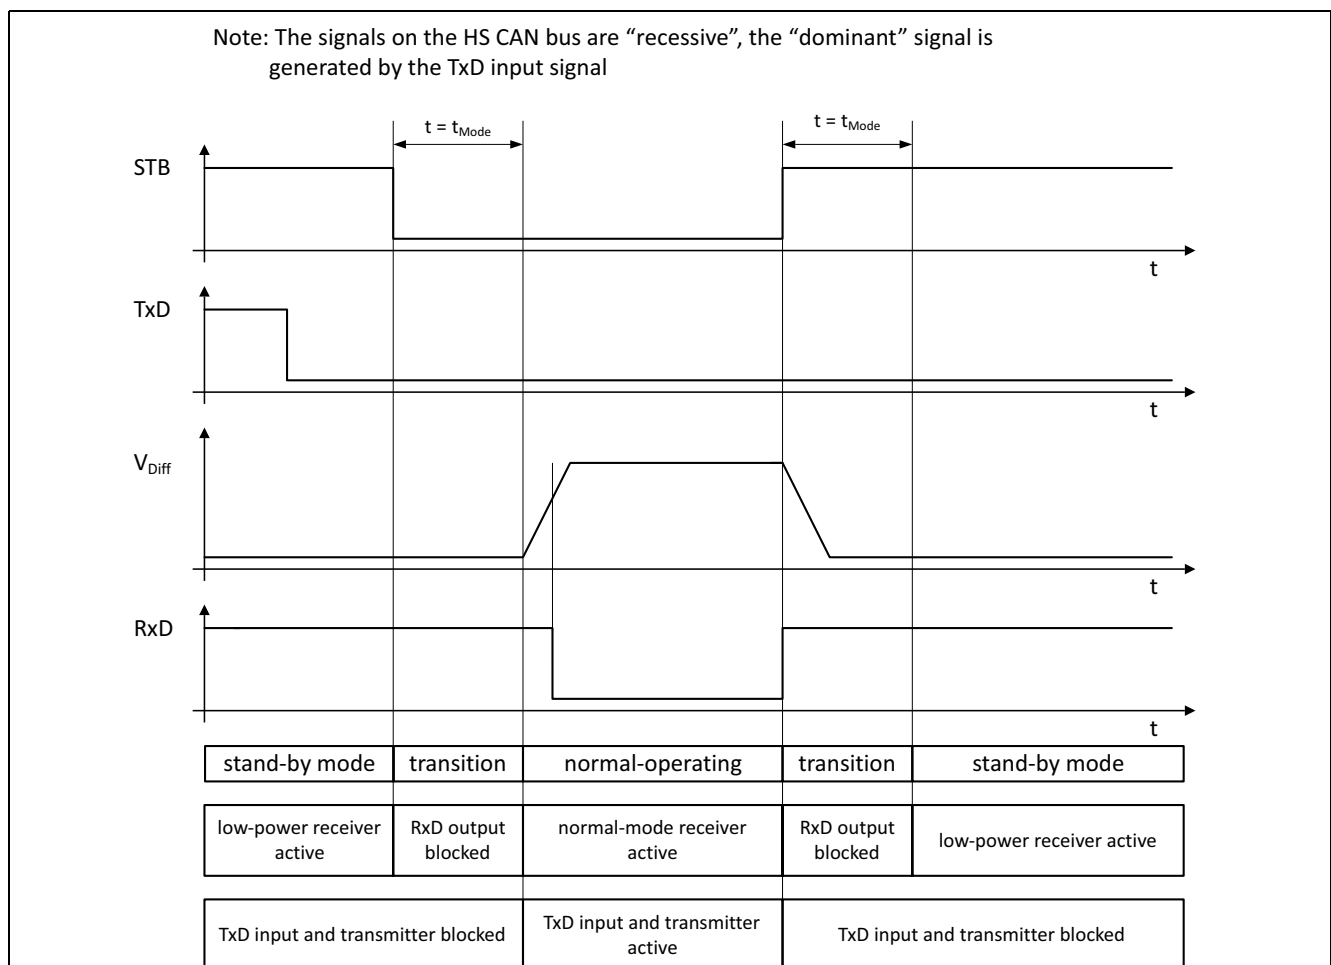 Note: The signals on the HS CAN bus are “recessive”, the “dominant” signal is
generated by the TxD input signal
t = tMode
t = tMode
STB
t
TxD
t
VDiff
t
RxD
t
stand-by mode
transition
normal-operating
transition
stand-by mode
low-power receiver
active
RxD output
blocked
normal-mode receiver
active
RxD output
blocked
low-power receiver active
TxD input and transmitter blocked
TxD input and transmitter
active
TxD input and transmitter blocked